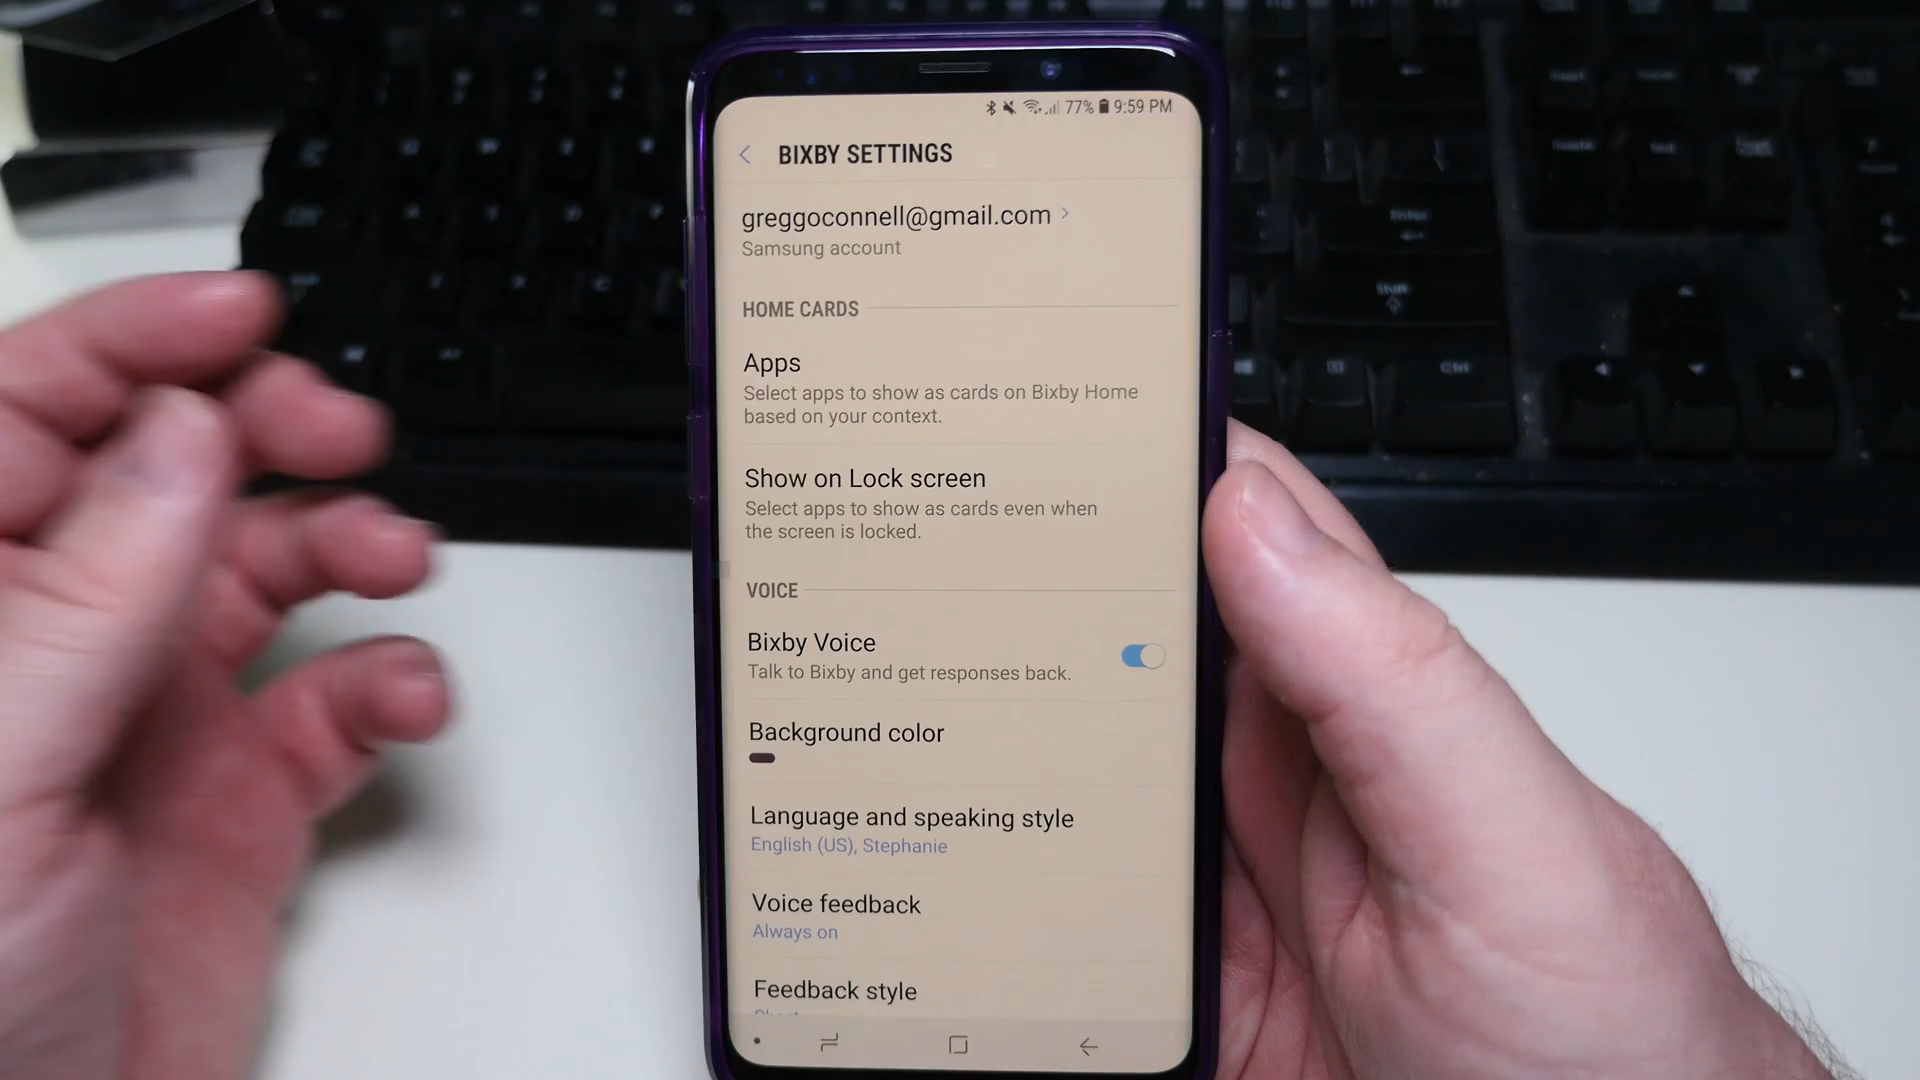 77% 9:59 PM
BIXBY SETTINGS
greggoconnell@gmail.com
Samsung account
HOME CARDS
Apps
Select apps to show as cards on Bixby Home
based on your context.
Show on Lock screen
Select apps to show as cards even when
the screen is locked.
VOICE
Bixby Voice
Talk to Bixby and get responses back.
Background color
Language and speaking style
English (US), Stephanie
Voice feedback
Always on
Feedback style
Enter
Shift
Ctrl